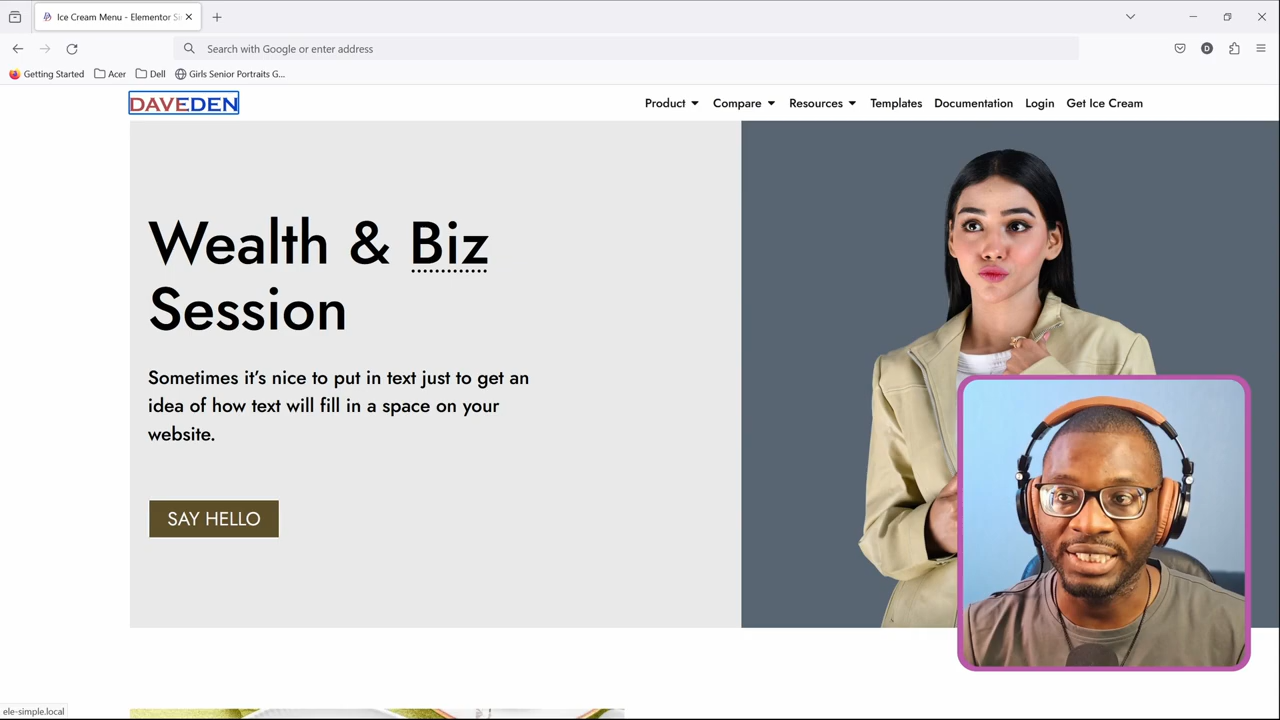 Ice Cream Menu - Elementor Si
Search with Google or enter address
Getting Started Acer Dell Girls Senior Portraits G...
DAVEDEN Product Compare Resources Templates Documentation Login Get Ice Cream
Wealth & Biz
Session
Sometimes it's nice to put in text just to get an
idea of how text will fill in a space on your
website.
SAY HELLO
ele-simple.local